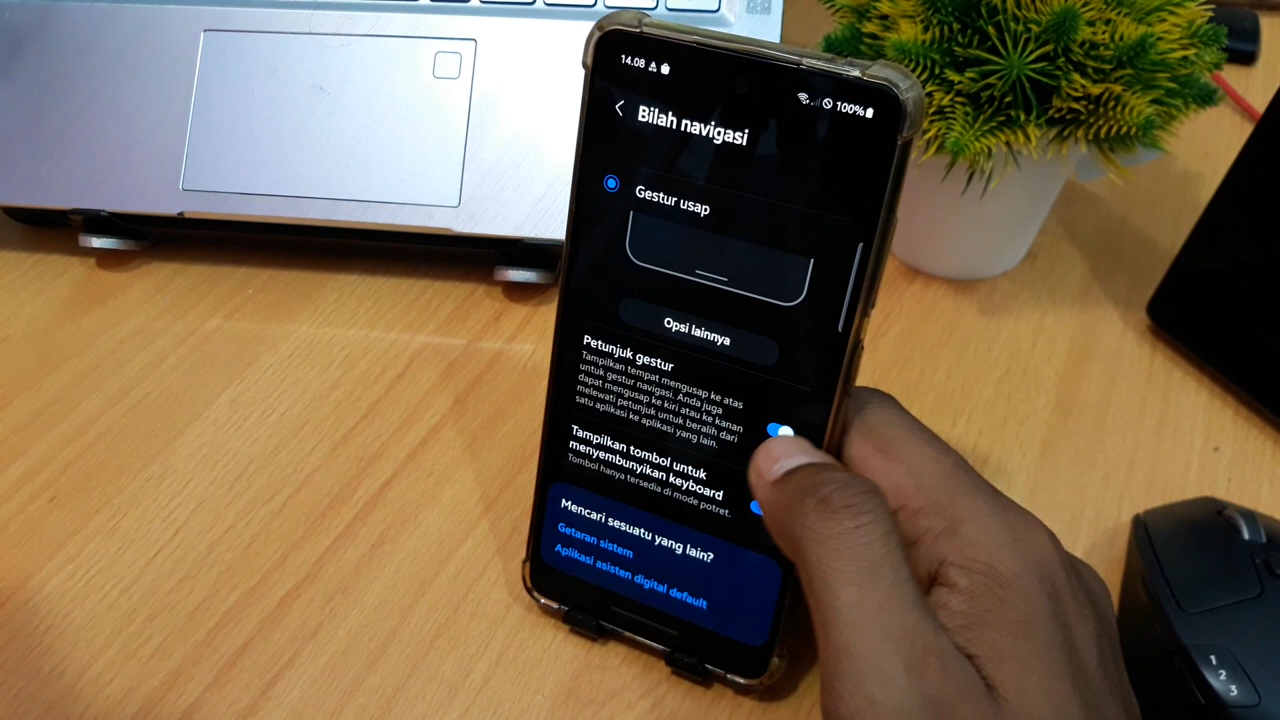 14.08
100%
Bilah navigasi
Gestur usap
Opsi lainnya
Petunjuk gestur
Tampilkan tempat mengusap ke atas
untuk gestur navigasi. Anda juga
dapat mengusap ke kiri atau ke kanan
melewati petunjuk untuk beralih dari
satu aplikasi ke aplikasi yang lain.
Tampilkan tombol untuk
menyembunyikan keyboard
Tombol hanya tersedia di mode potret.
Mencari sesuatu yang lain?
Getaran sistem
Aplikasi asisten digital default
1
2
3